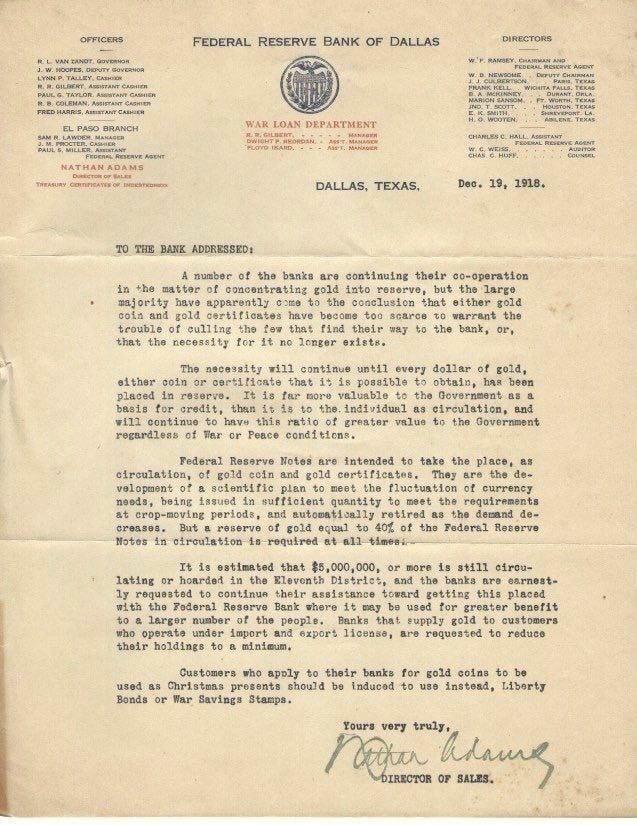 OFFICERS
R. L. VAN ZANDT, GOVERNOR
J. W. HOOPES, DEPUTY GOVERNOR
LYNN P. TALLEY, CASHIER
R. R. GILBERT, ASSISTANT CASHIER
PAUL G. TAYLOR, ASSISTANT CASHIER
R. B. COLEMAN, ASSISTANT CASHIER
FRED HARRIS, ASSISTANT CASHIER
EL PASO BRANCH
SAM R. LAWDER, MANAGER
J. M. PROCTER, CASHIER
PAUL S. MILLER, ASSISTANT
FEDERAL RESERVE AGENT
NATHAN ADAMS
DIRECTOR OF SALES
TREASURY CERTIFICATES OF INDEBTEDNESS
FEDERAL RESERVE BANK OF DALLAS
WAR LOAN DEPARTMENT
R. R. GILBERT, - - - - - MANAGER
DWIGHT P. REORDAN, - ASS'T. MANAGER
FLOYD IKARD, - - - ASS'T. MANAGER
DIRECTORS
W. F. RAMSEY, CHAIRMAN AND
FEDERAL RESERVE AGENT
W. B. NEWSOME, . DEPUTY CHAIRMAN
J. J. CULBERTSON, . PARIS, TEXAS
FRANK KELL, . WICHITA FALLS, TEXAS
B. A. MCKINNEY, . . DURANT, OKLA.
MARION SANSOM, . FT. WORTH, TEXAS
JNO. T. SCOTT, . . HOUSTON, TEXAS
E. K. SMITH, . . . SHREVEPORT, LA.
H. O. WOOTEN, . . ABILENE, TEXAS
CHARLES C. HALL, ASSISTANT
FEDERAL RESERVE AGENT
W. C. WEISS, . . . . . AUDITOR
CHAS. C. HUFF, . . . . COUNSEL
DALLAS, TEXAS, Dec. 19, 1918.
TO THE BANK ADDRESSED:
A number of the banks are continuing their co-operation
in the matter of concentrating gold into reserve, but the large
majority have apparently come to the conclusion that either gold
coin and gold certificates have become too scarce to warrant the
trouble of culling the few that find their way to the bank, or,
that the necessity for it no longer exists.
The necessity will continue until every dollar of gold,
either coin or certificate that it is possible to obtain, has been
placed in reserve. It is far more valuable to the Government as a
basis for credit, than it is to the individual as circulation, and
will continue to have this ratio of greater value to the Government
regardless of War or Peace conditions.
Federal Reserve Notes are intended to take the place, as
circulation, of gold coin and gold certificates. They are the de-
velopment of a scientific plan to meet the fluctuation of currency
needs, being issued in sufficient quantity to meet the requirements
at crop-moving periods, and automatically retired as the demand de-
creases. But a reserve of gold equal to 40% of the Federal Reserve
Notes in circulation is required at all times.
It is estimated that $5,000,000, or more is still circu-
lating or hoarded in the Eleventh District, and the banks are earnest-
ly requested to continue their assistance toward getting this placed
with the Federal Reserve Bank where it may be used for greater benefit
to a larger number of the people. Banks that supply gold to customers
who operate under import and export license, are requested to reduce
their holdings to a minimum.
Customers who apply to their banks for gold coins to be
used as Christmas presents should be induced to use instead, Liberty
Bonds or War Savings Stamps.
Yours very truly,
Nathan Adams
DIRECTOR OF SALES.